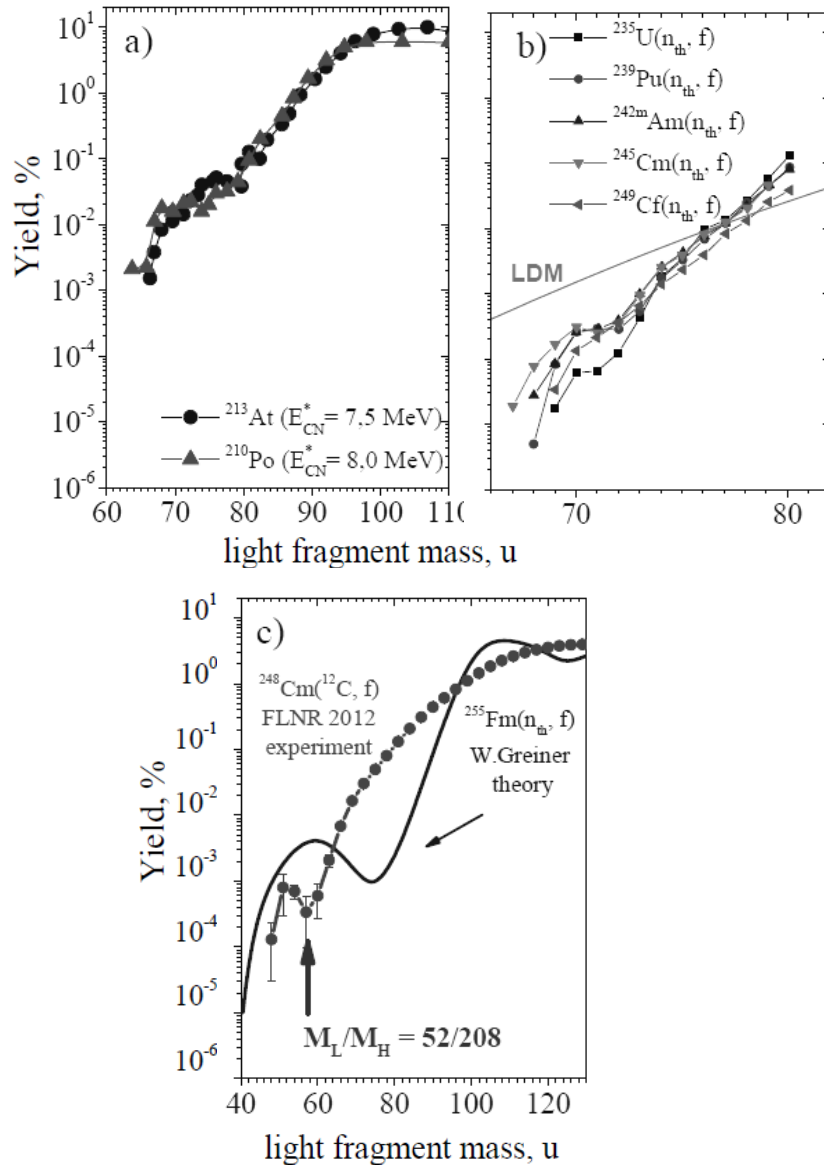 a)
Yield, %
10¹
10⁰
10⁻¹
10⁻²
10⁻³
10⁻⁴
10⁻⁵
10⁻⁶
²¹³At (E*CN= 7,5 MeV)
²¹⁰Po (E*CN= 8,0 MeV)
60 70 80 90 100 110
b)
²³⁵U(nth, f)
²³⁹Pu(nth, f)
²⁴²ᵐAm(nth, f)
²⁴⁵Cm(nth, f)
²⁴⁹Cf(nth, f)
LDM
70 80
light fragment mass, u
c)
Yield, %
10¹
10⁰
10⁻¹
10⁻²
10⁻³
10⁻⁴
10⁻⁵
10⁻⁶
²⁴⁸Cm(¹²C, f)
FLNR 2012
experiment
²⁵⁵Fm(nth, f)
W.Greiner
theory
ML/MH = 52/208
40 60 80 100 120
light fragment mass, u